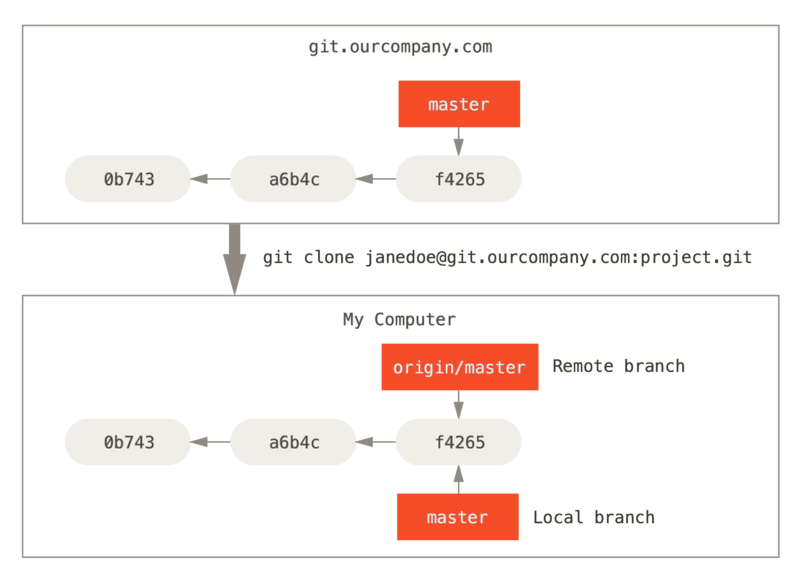 git.ourcompany.com
master
0b743
a6b4c
f4265
git clone janedoe@git.ourcompany.com:project.git
My Computer
origin/master
Remote branch
0b743
a6b4c
f4265
master
Local branch